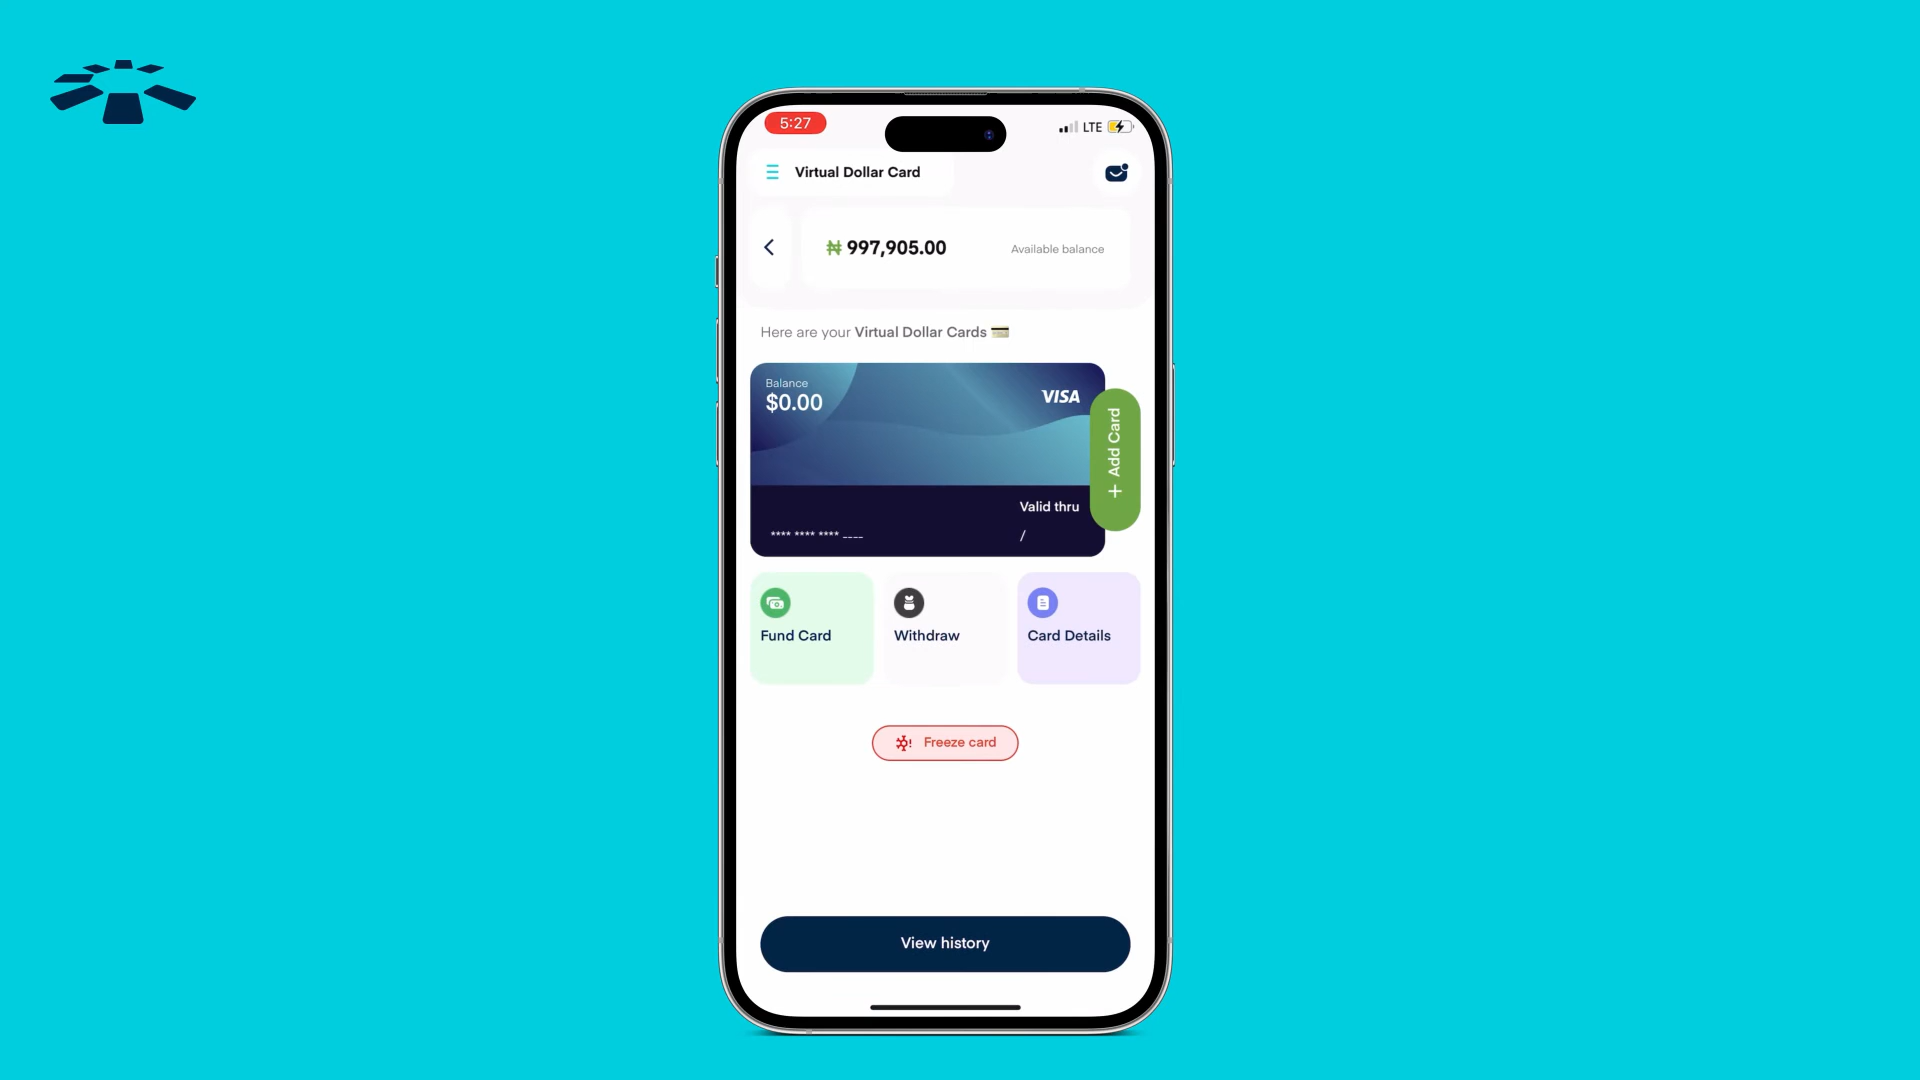 5:27
LTE
Virtual Dollar Card
₦ 997,905.00
Available balance
Here are your Virtual Dollar Cards
Balance
$0.00
VISA
+ Add Card
Valid thru
**** **** **** ----
/
Fund Card
Withdraw
Card Details
Freeze card
View history